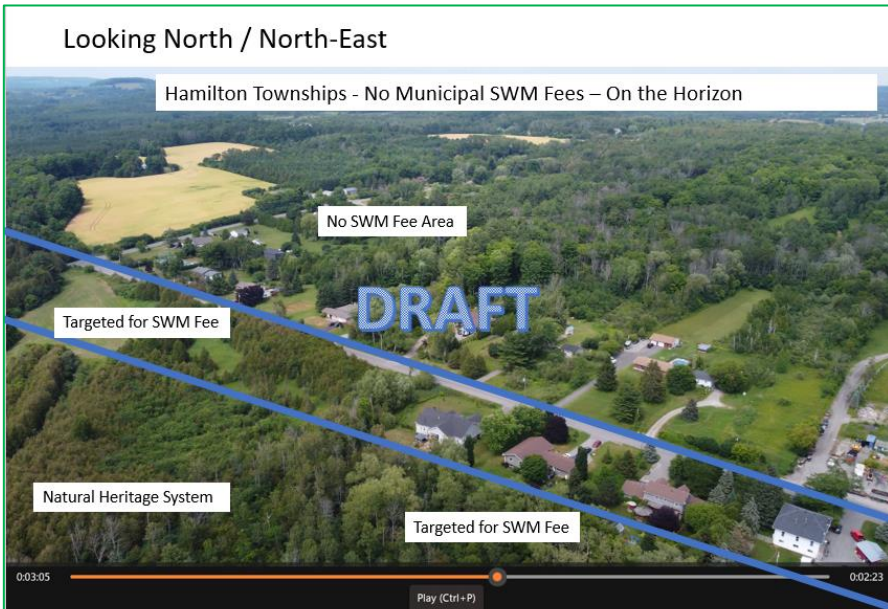 Looking North / North-East
Hamilton Townships - No Municipal SWM Fees – On the Horizon
No SWM Fee Area
DRAFT
Targeted for SWM Fee
Natural Heritage System
Targeted for SWM Fee
0:03:05
0:02:23
Play (Ctrl+P)